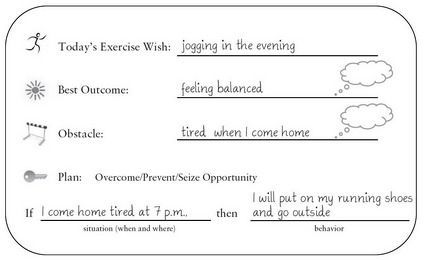 Today's Exercise Wish: jogging in the evening
Best Outcome: feeling balanced
Obstacle: tired when I come home
Plan: Overcome/Prevent/Seize Opportunity
I will put on my running shoes
If I come home tired at 7 p.m., then and go outside
situation (when and where) behavior